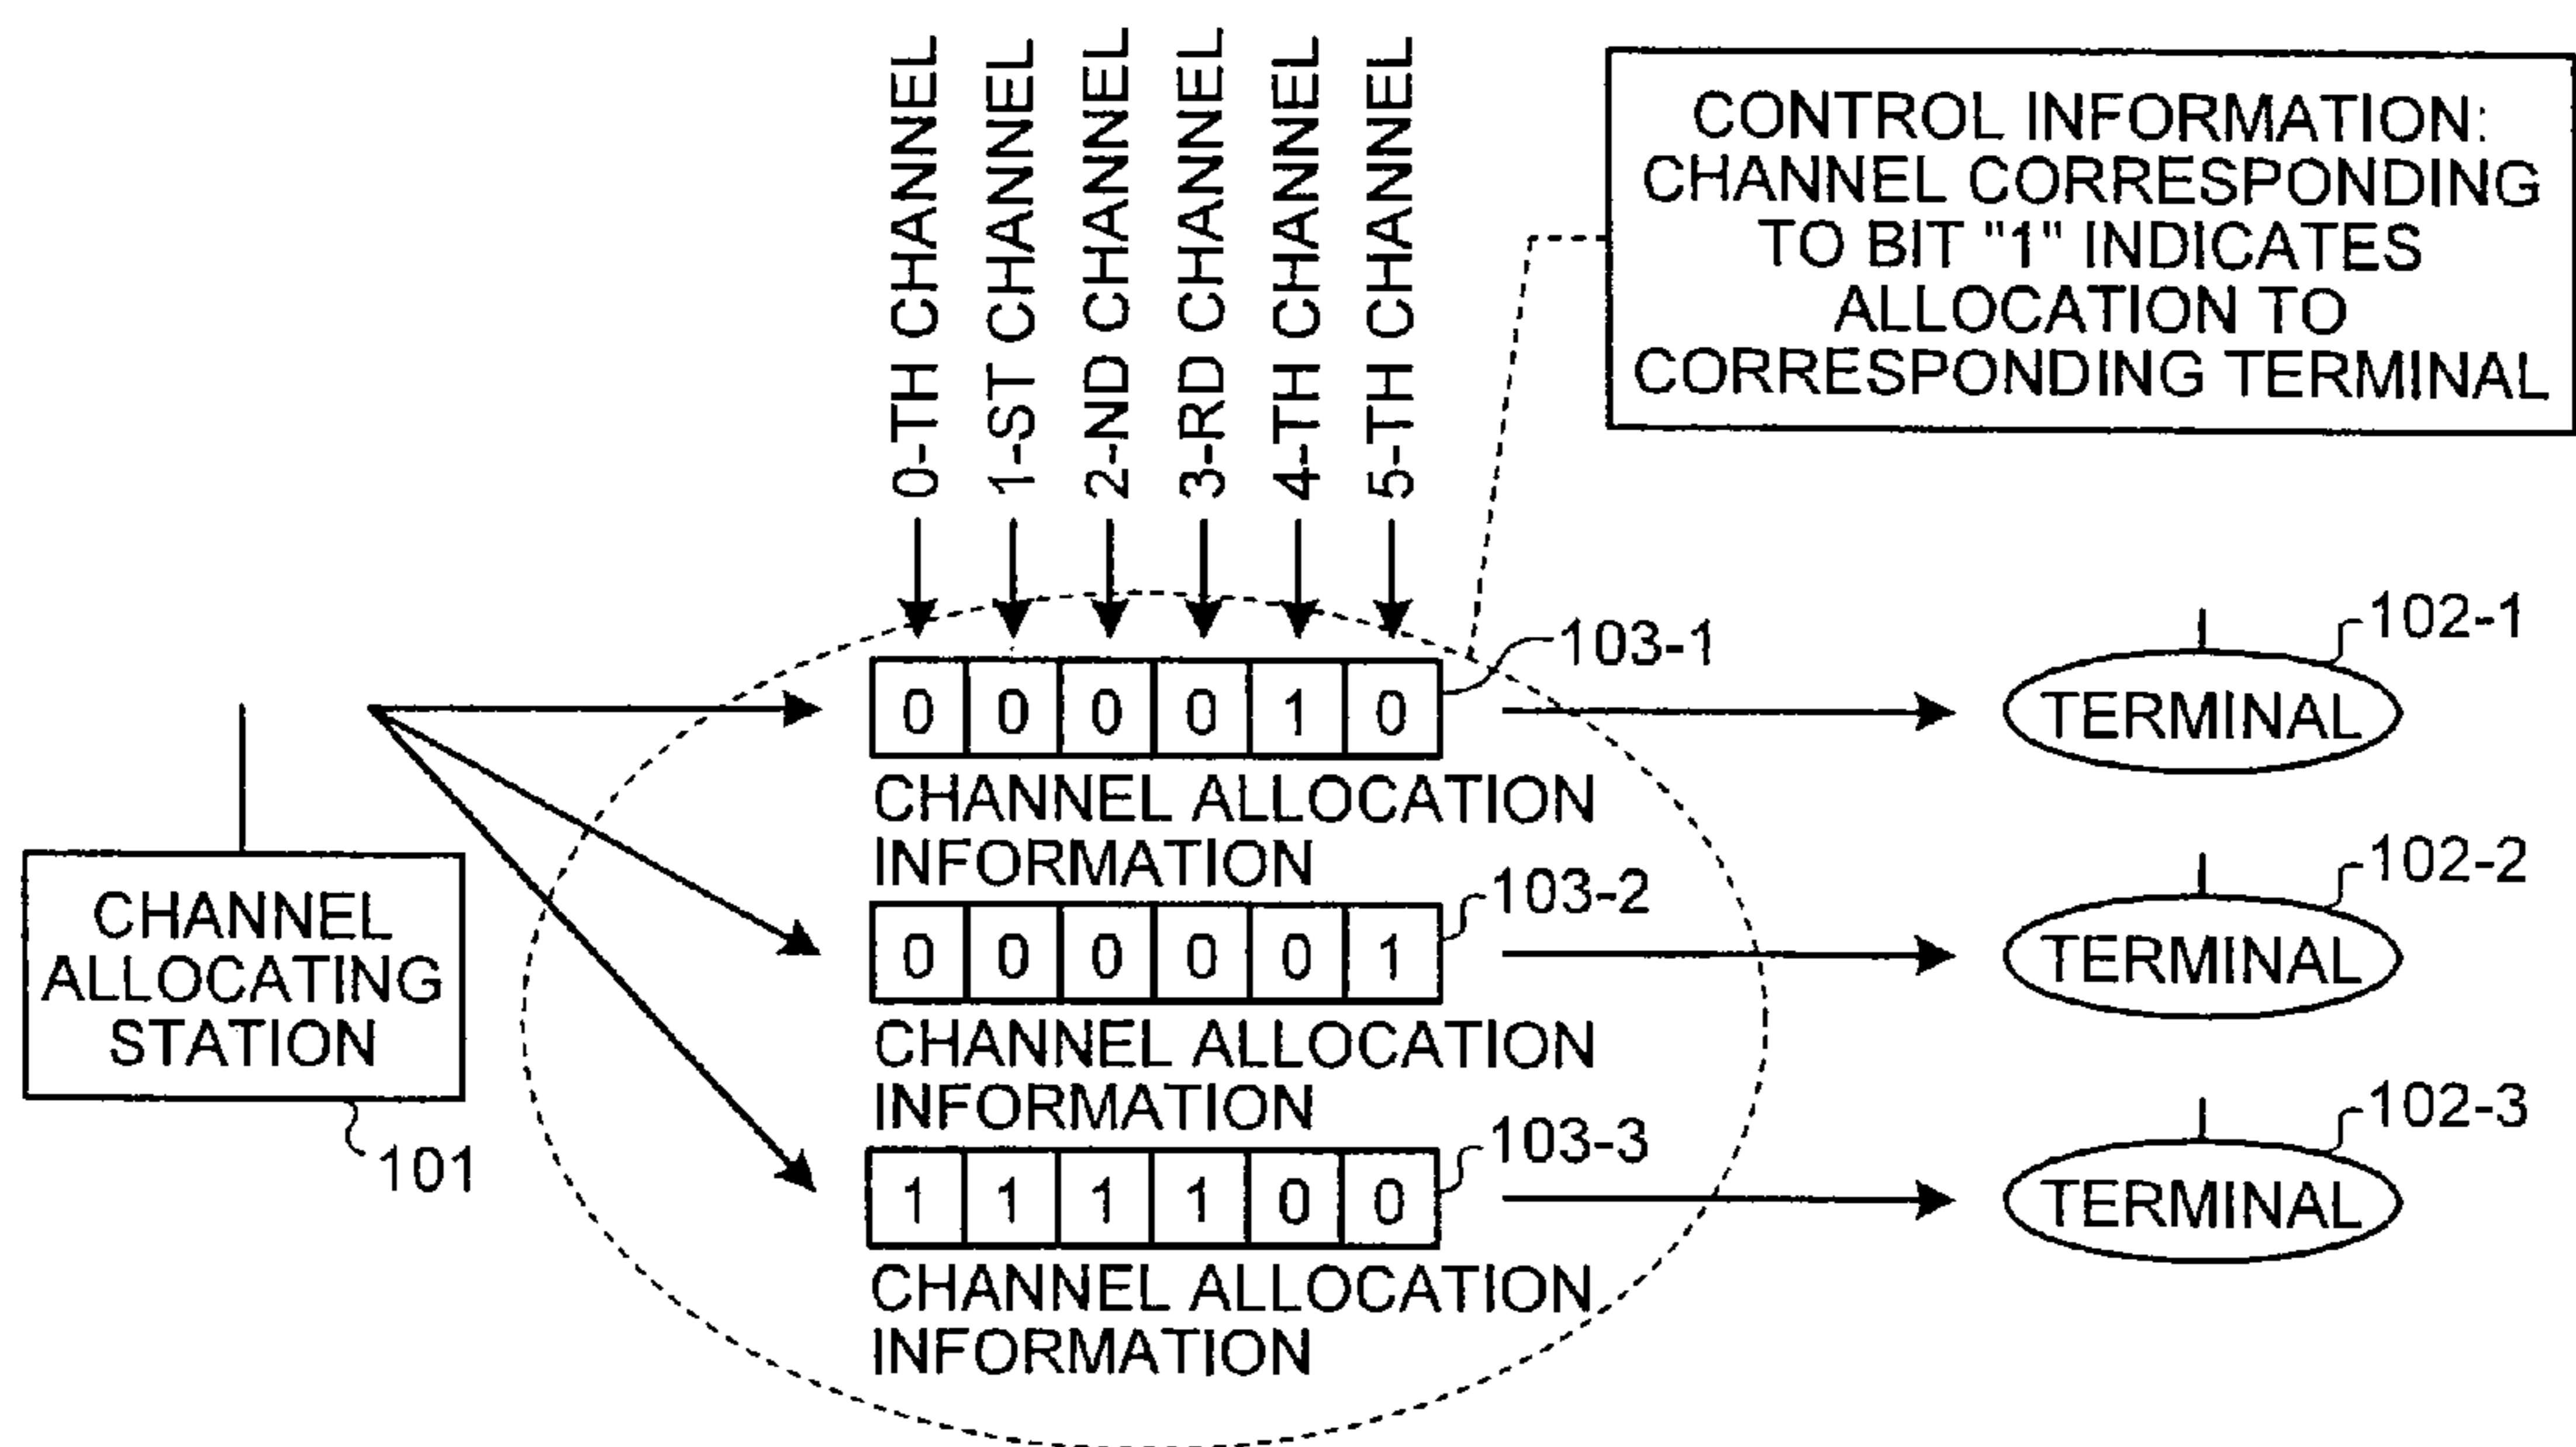 0-TH CHANNEL
1-ST CHANNEL
2-ND CHANNEL
3-RD CHANNEL
4-TH CHANNEL
5-TH CHANNEL
CONTROL INFORMATION:
CHANNEL CORRESPONDING
TO BIT "1" INDICATES
ALLOCATION TO
CORRESPONDING TERMINAL
103-1
0 0 0 0 1 0
CHANNEL ALLOCATION
INFORMATION
102-1
TERMINAL
CHANNEL
ALLOCATING
STATION
101
103-2
0 0 0 0 0 1
CHANNEL ALLOCATION
INFORMATION
102-2
TERMINAL
103-3
1 1 1 1 0 0
CHANNEL ALLOCATION
INFORMATION
102-3
TERMINAL